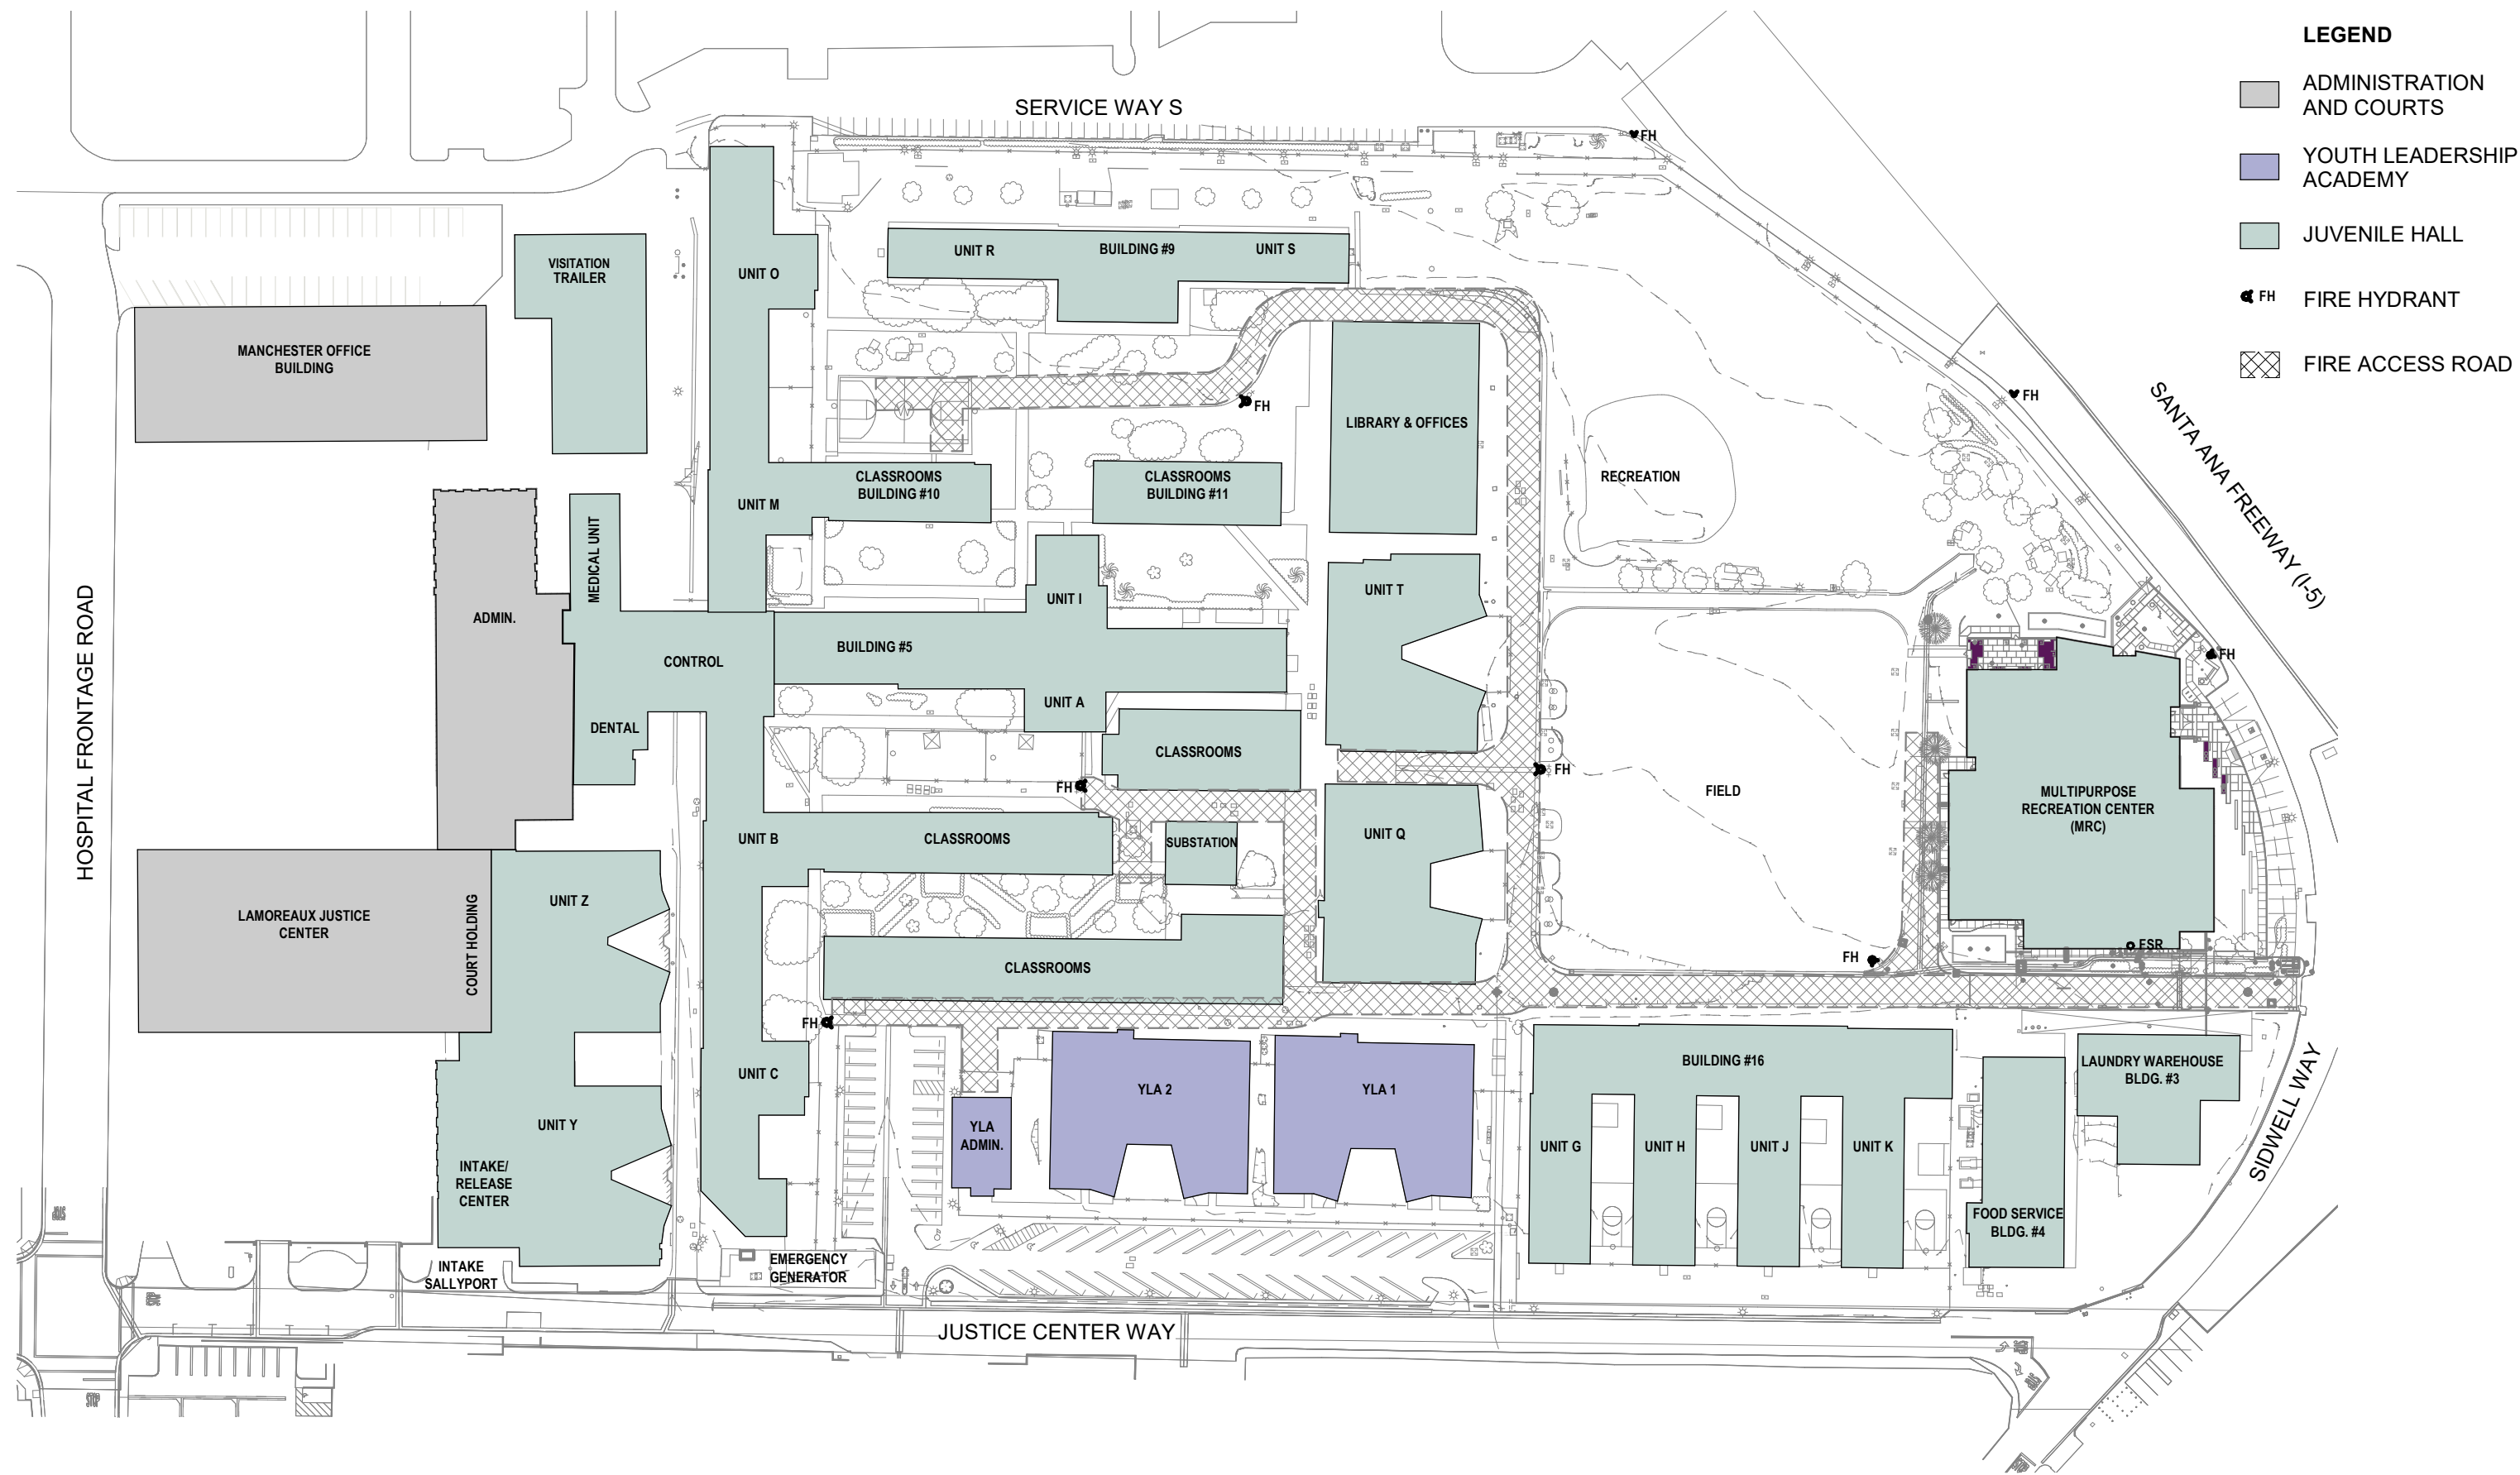 LEGEND
ADMINISTRATION
AND COURTS
YOUTH LEADERSHIP
ACADEMY
JUVENILE HALL
FH
FIRE HYDRANT
FIRE ACCESS ROAD
SERVICE WAY S
FH
VISITATION
TRAILER
UNIT O
UNIT R
BUILDING #9
UNIT S
MANCHESTER OFFICE
BUILDING
FH
FH
LIBRARY & OFFICES
SANTA ANA FREEWAY (I-5)
RECREATION
CLASSROOMS
BUILDING #10
CLASSROOMS
BUILDING #11
UNIT M
MEDICAL UNIT
ADMIN.
UNIT I
UNIT T
HOSPITAL FRONTAGE ROAD
BUILDING #5
CONTROL
FH
UNIT A
DENTAL
CLASSROOMS
FH
FH
FIELD
MULTIPURPOSE
RECREATION CENTER
(MRC)
UNIT B
CLASSROOMS
SUBSTATION
UNIT Q
UNIT Z
LAMOREAUX JUSTICE
CENTER
COURT HOLDING
FSR
FH
CLASSROOMS
FH
UNIT C
YLA 2
YLA 1
BUILDING #16
LAUNDRY WAREHOUSE
BLDG. #3
SIDWELL WAY
UNIT Y
YLA
ADMIN.
UNIT G
UNIT H
UNIT J
UNIT K
INTAKE/
RELEASE
CENTER
FOOD SERVICE
BLDG. #4
INTAKE
SALLYPORT
EMERGENCY
GENERATOR
JUSTICE CENTER WAY